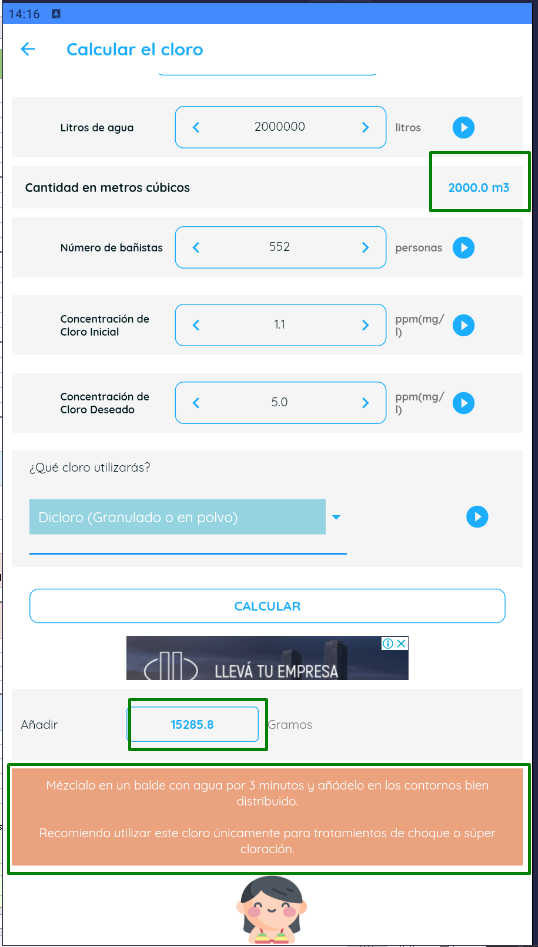 14:16
Calcular el cloro
Litros de agua
2000000
litros
Cantidad en metros cúbicos
2000.0 m3
Número de bañistas
552
personas
Concentración de
Cloro Inicial
1.1
ppm(mg/
l)
Concentración de
Cloro Deseado
5.0
ppm(mg/
l)
¿Qué cloro utilizarás?
Dicloro (Granulado o en polvo)
CALCULAR
LLEVÁ TU EMPRESA
Añadir
15285.8
Gramos
Mézclalo en un balde con agua por 3 minutos y añádelo en los contornos bien
distribuido.
Recomiendo utilizar este cloro únicamente para tratamientos de choque o súper
cloración.